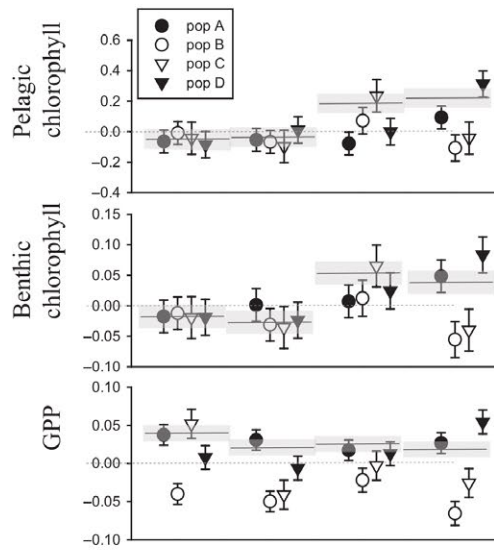 pop A
pop B
pop C
pop D
Pelagic
chlorophyll
0.6
0.4
0.2
0.0
−0.2
−0.4
Benthic
chlorophyll
0.15
0.10
0.05
0.00
−0.05
−0.10
GPP
0.10
0.05
0.00
−0.05
−0.10